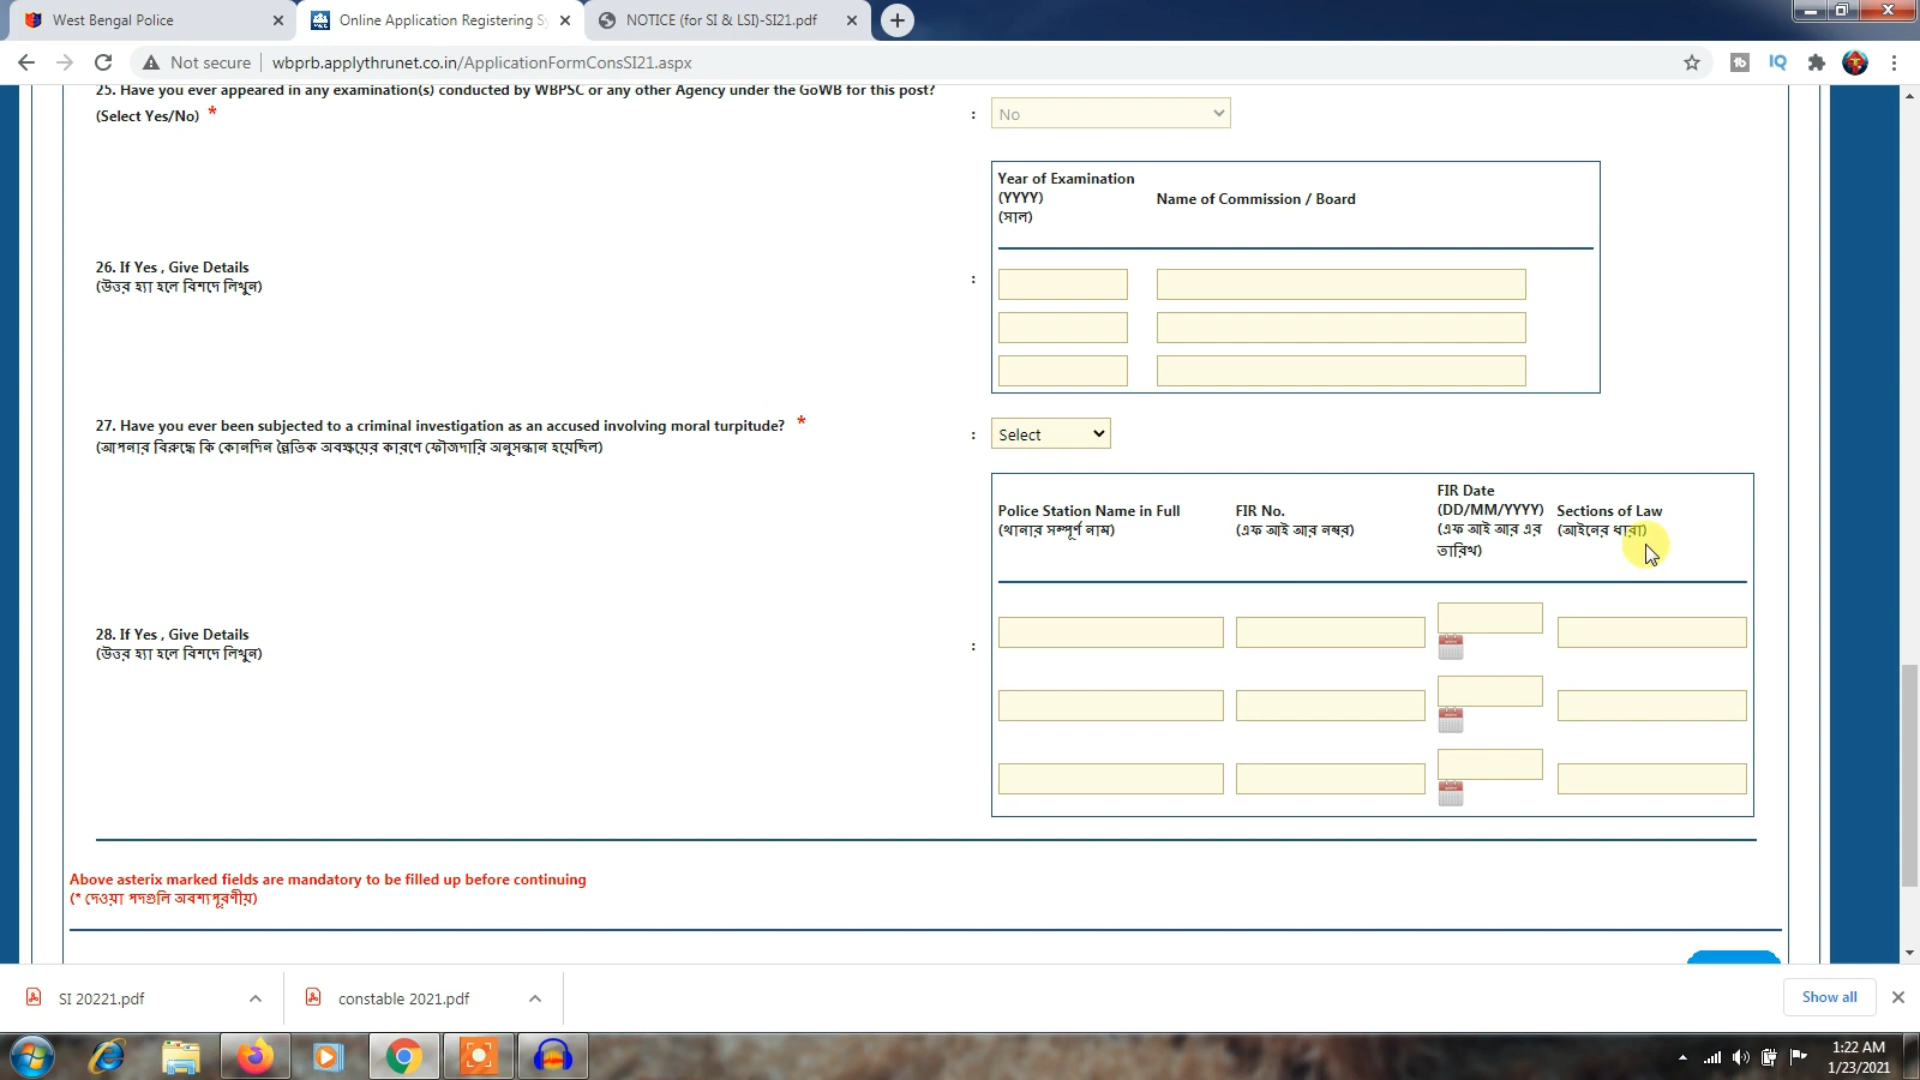 West Bengal Police
Online Application Registering Sy
NOTICE (for SI & LSI)-SI21.pdf
Not secure
wbprb.applythrunet.co.in/ApplicationFormConsSI21.aspx
25. Have you ever appeared in any examination(s) conducted by WBPSC or any other Agency under the GoWB for this post?
(Select Yes/No) *
:
No
Year of Examination
(YYYY)
(সাল)
Name of Commission / Board
26. If Yes , Give Details
(উত্তর হ্যা হলে বিশদে লিখুন)
:
27. Have you ever been subjected to a criminal investigation as an accused involving moral turpitude? *
(আপনার বিরুদ্ধে কি কোনদিন নৈতিক অবক্ষয়ের কারণে ফৌজদারি অনুসন্ধান হয়েছিল)
:
Select
Police Station Name in Full
(থানার সম্পূর্ণ নাম)
FIR No.
(এফ আই আর নম্বর)
FIR Date
(DD/MM/YYYY)
(এফ আই আর এর
তারিখ)
Sections of Law
(আইনের ধারা)
28. If Yes , Give Details
(উত্তর হ্যা হলে বিশদে লিখুন)
:
Above asterix marked fields are mandatory to be filled up before continuing
(* দেওয়া পদগুলি অবশ্যপূরণীয়)
SI 20221.pdf
constable 2021.pdf
Show all
1:22 AM
1/23/2021